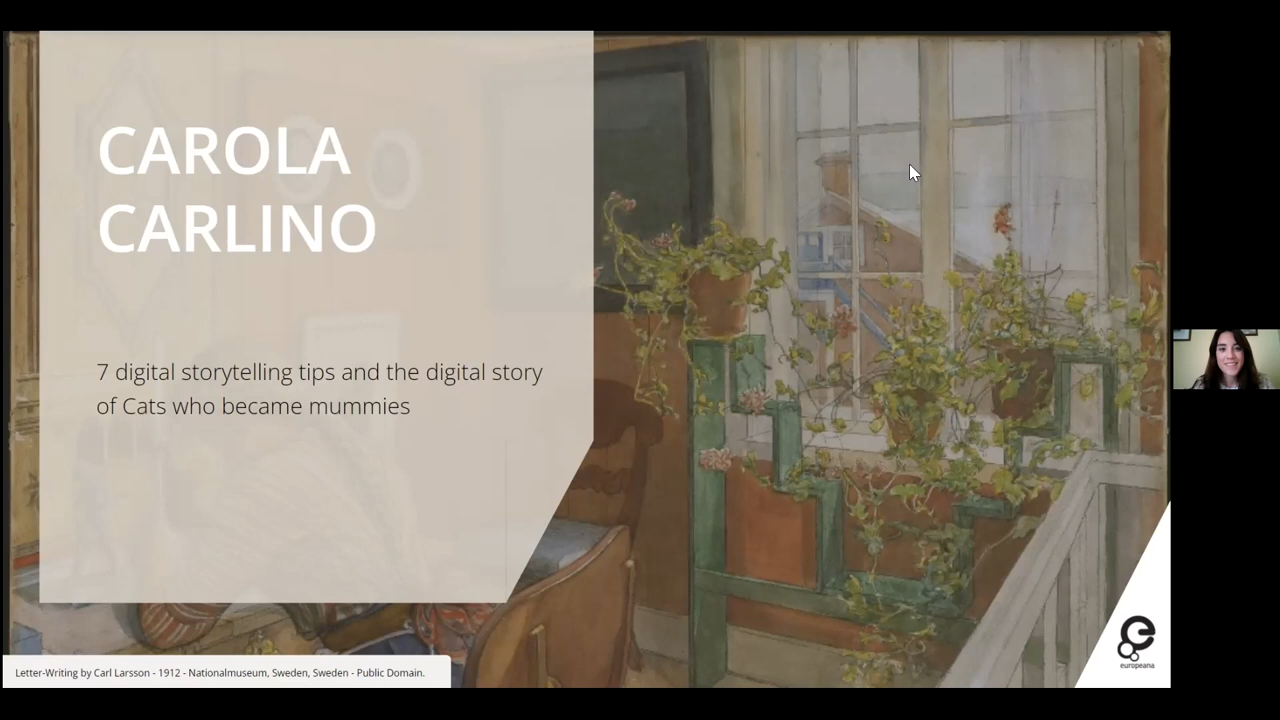 CAROLA
CARLINO
7 digital storytelling tips and the digital story
of Cats who became mummies
Letter-Writing by Carl Larsson - 1912 - Nationalmuseum, Sweden, Sweden - Public Domain.
europeana